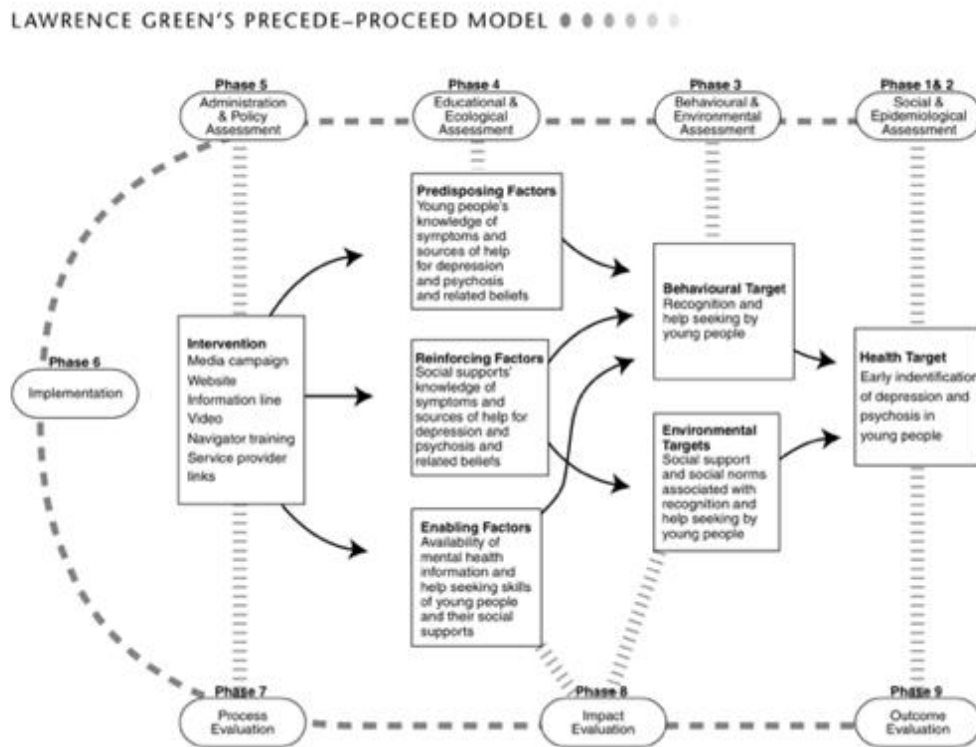 LAWRENCE GREEN'S PRECEDE–PROCEED MODEL
Phase 5
Administration
& Policy
Assessment
Phase 4
Educational &
Ecological
Assessment
Phase 3
Behavioural &
Environmental
Assessment
Phase 1& 2
Social &
Epidemiological
Assessment
Predisposing Factors
Young people's
knowledge of
symptoms and
sources of help
for depression
and psychosis
and related beliefs
Behavioural Target
Recognition and
help seeking by
young people
Intervention
Media campaign
Website
Information line
Video
Navigator training
Service provider
links
Reinforcing Factors
Social supports'
knowledge of
symptoms and
sources of help for
depression and
psychosis and
related beliefs
Health Target
Early indentification
of depression and
psychosis in
young people
Phase 6
Implementation
Environmental
Targets
Social support
and social norms
associated with
recognition and
help seeking by
young people
Enabling Factors
Availability of
mental health
information and
help seeking skills
of young people
and their social
supports
Phase 7
Process
Evaluation
Phase 8
Impact
Evaluation
Phase 9
Outcome
Evaluation